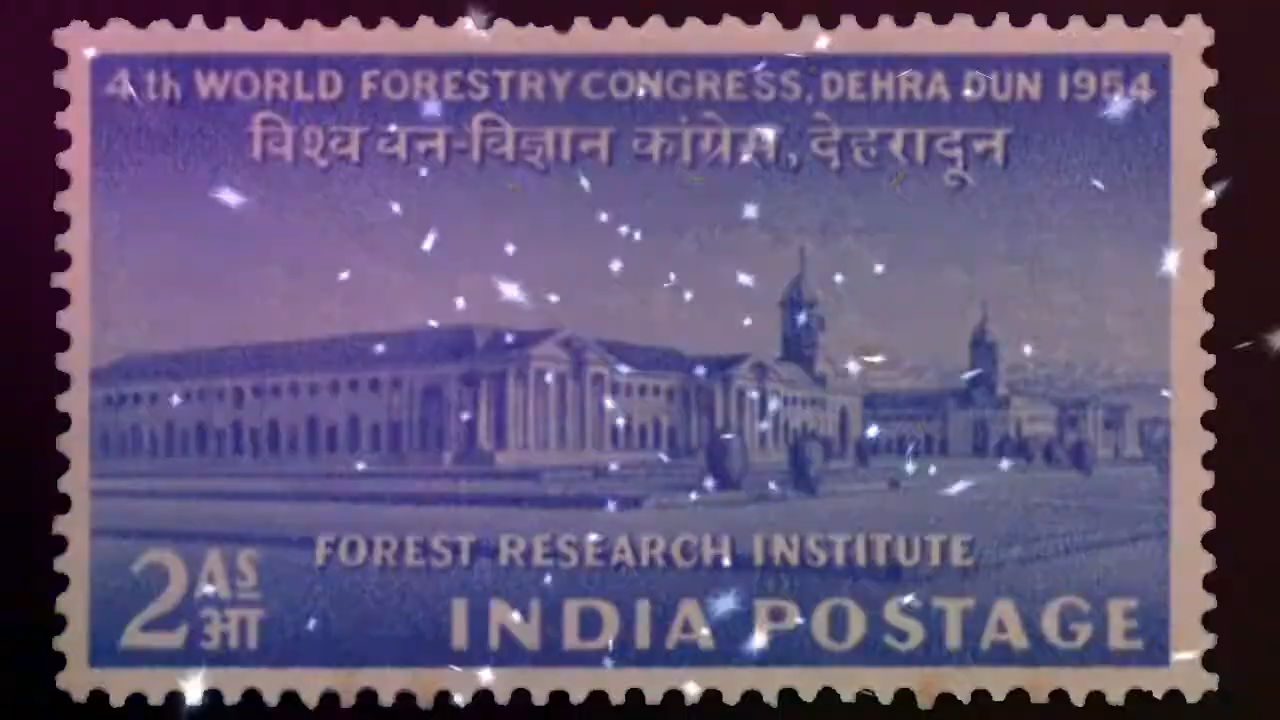 4th WORLD FORESTRY CONGRESS, DEHRA DUN 1954
विश्व वन-विज्ञान कांग्रेस, देहरादून
FOREST RESEARCH INSTITUTE
2 AS
आ
INDIA POSTAGE